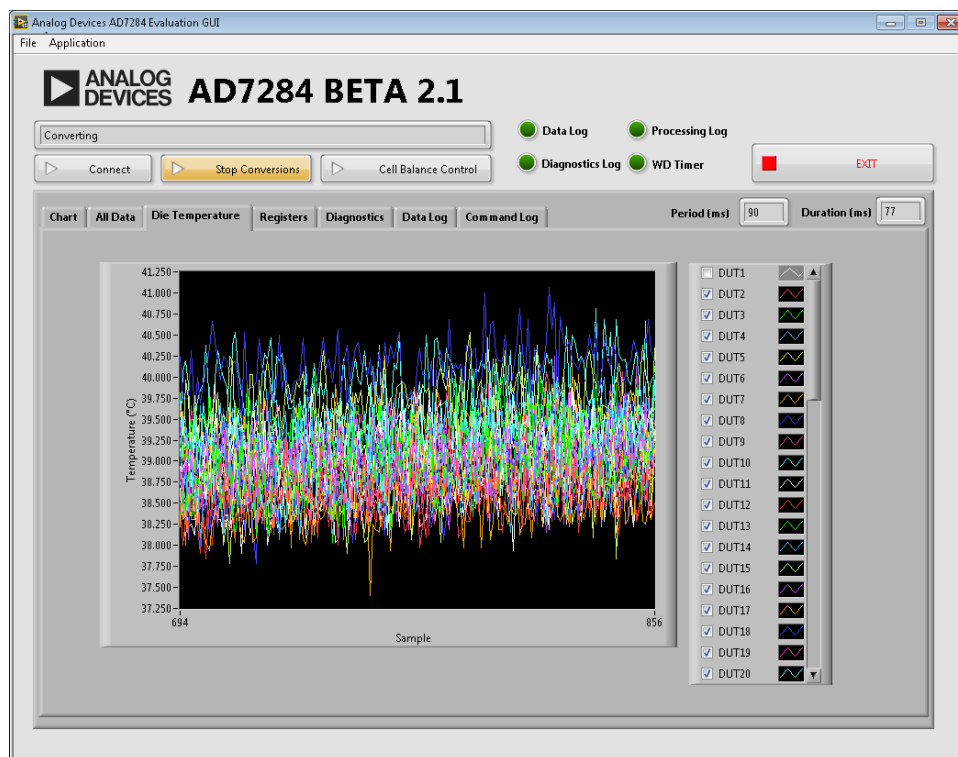 Analog Devices AD7284 Evaluation GUI
File Application
ANALOG
DEVICES
AD7284 BETA 2.1
Converting
Data Log
Processing Log
Connect
Stop Conversions
Cell Balance Control
Diagnostics Log
WD Timer
EXIT
Chart
All Data
Die Temperature
Registers
Diagnostics
Data Log
Command Log
Period (ms)
90
Duration (ms)
77
41.250
41.000
40.750
40.500
40.250
40.000
39.750
39.500
39.250
39.000
38.750
38.500
38.250
38.000
37.750
37.500
37.250
Temperature (°C)
694
856
Sample
DUT1
DUT2
DUT3
DUT4
DUT5
DUT6
DUT7
DUT8
DUT9
DUT10
DUT11
DUT12
DUT13
DUT14
DUT15
DUT16
DUT17
DUT18
DUT19
DUT20